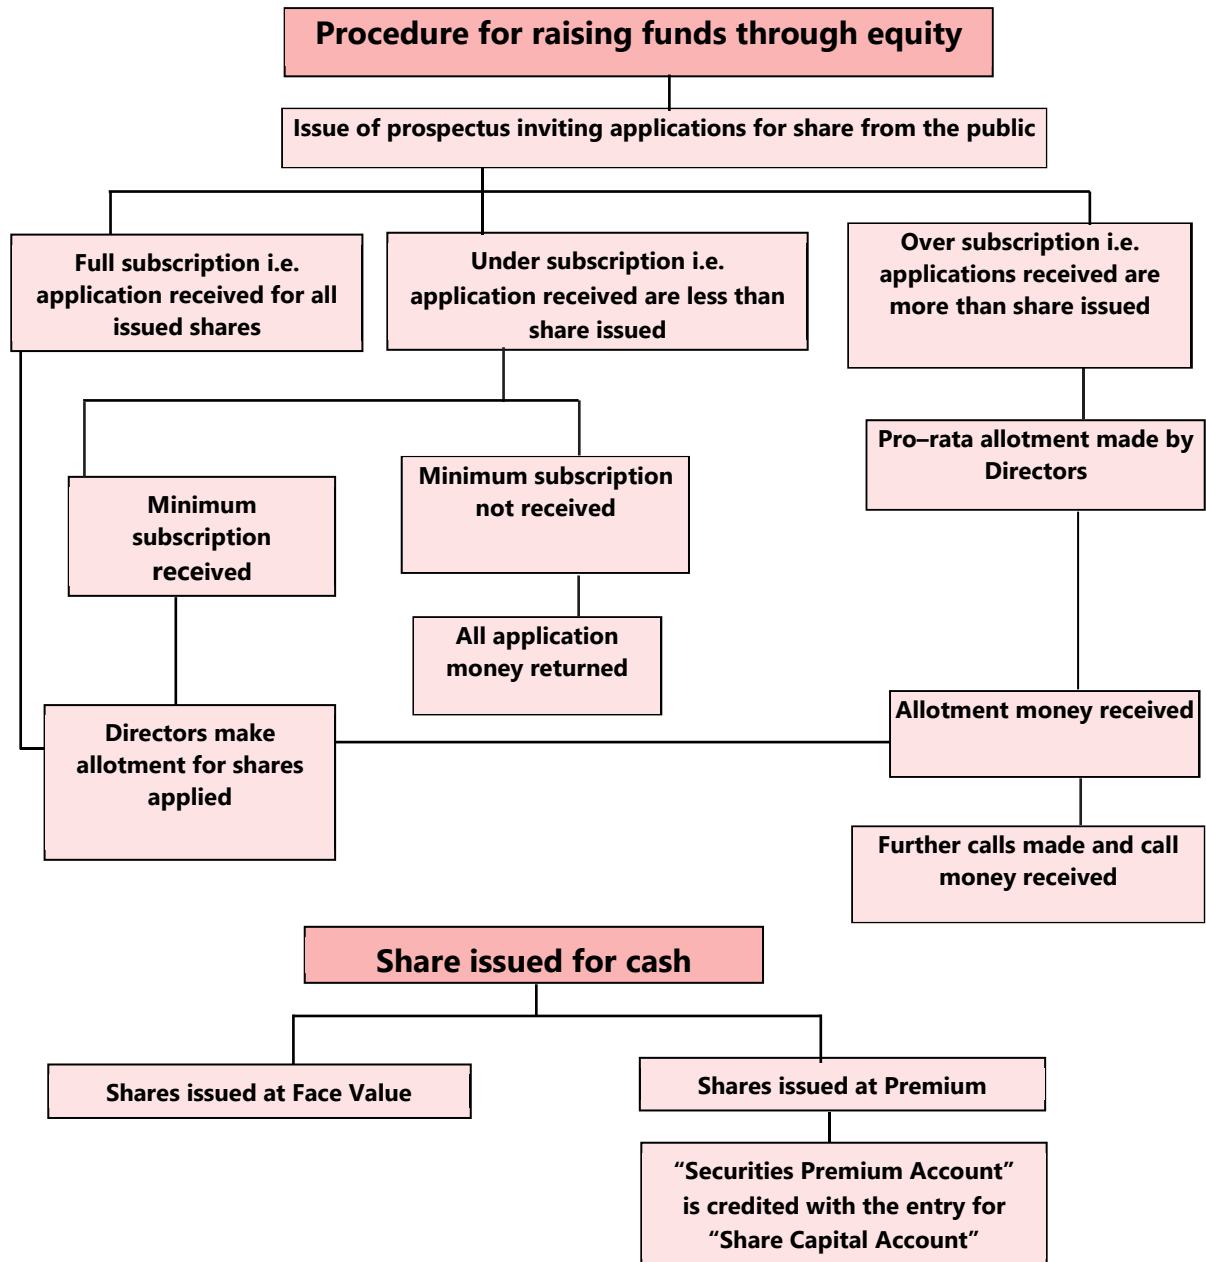 Procedure for raising funds through equity
Issue of prospectus inviting applications for share from the public
Full subscription i.e.
application received for all
issued shares
Under subscription i.e.
application received are less than
share issued
Over subscription i.e.
applications received are
more than share issued
Pro–rata allotment made by
Directors
Minimum
subscription
received
Minimum subscription
not received
All application
money returned
Directors make
allotment for shares
applied
Allotment money received
Further calls made and call
money received
Share issued for cash
Shares issued at Face Value
Shares issued at Premium
“Securities Premium Account”
is credited with the entry for
“Share Capital Account”